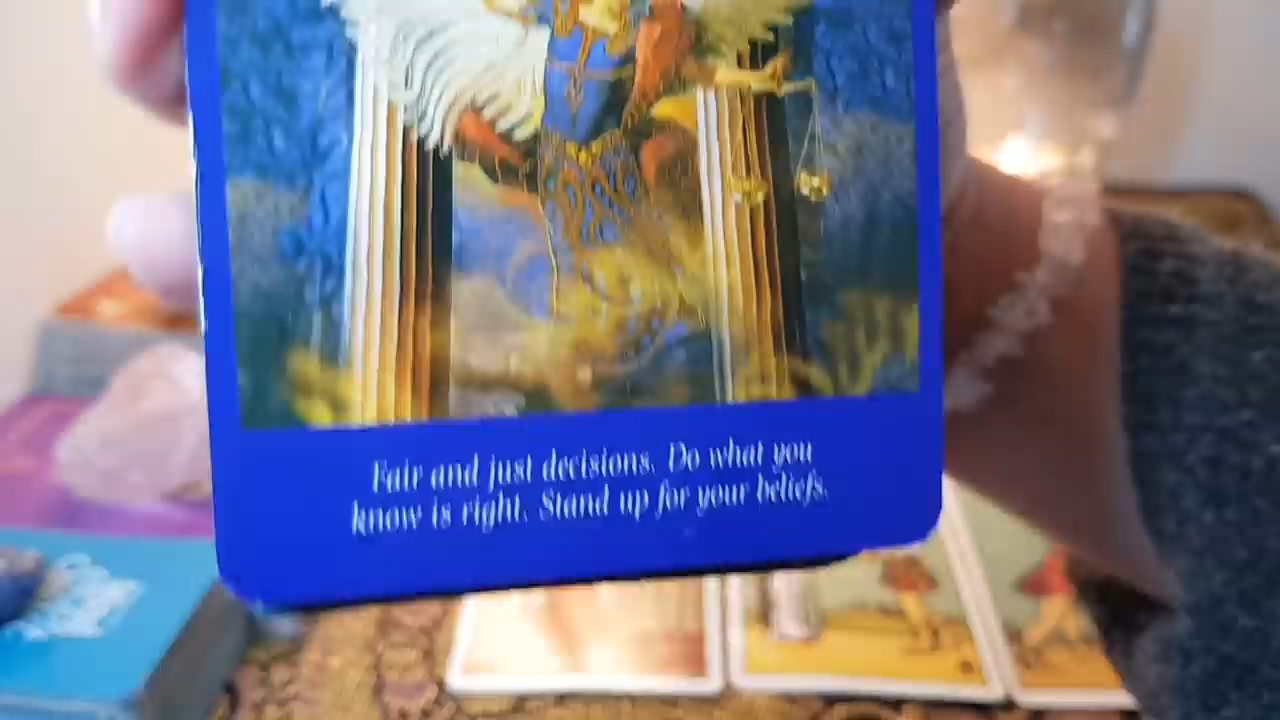 Fair and just decisions. Do what you
know is right. Stand up for your beliefs.